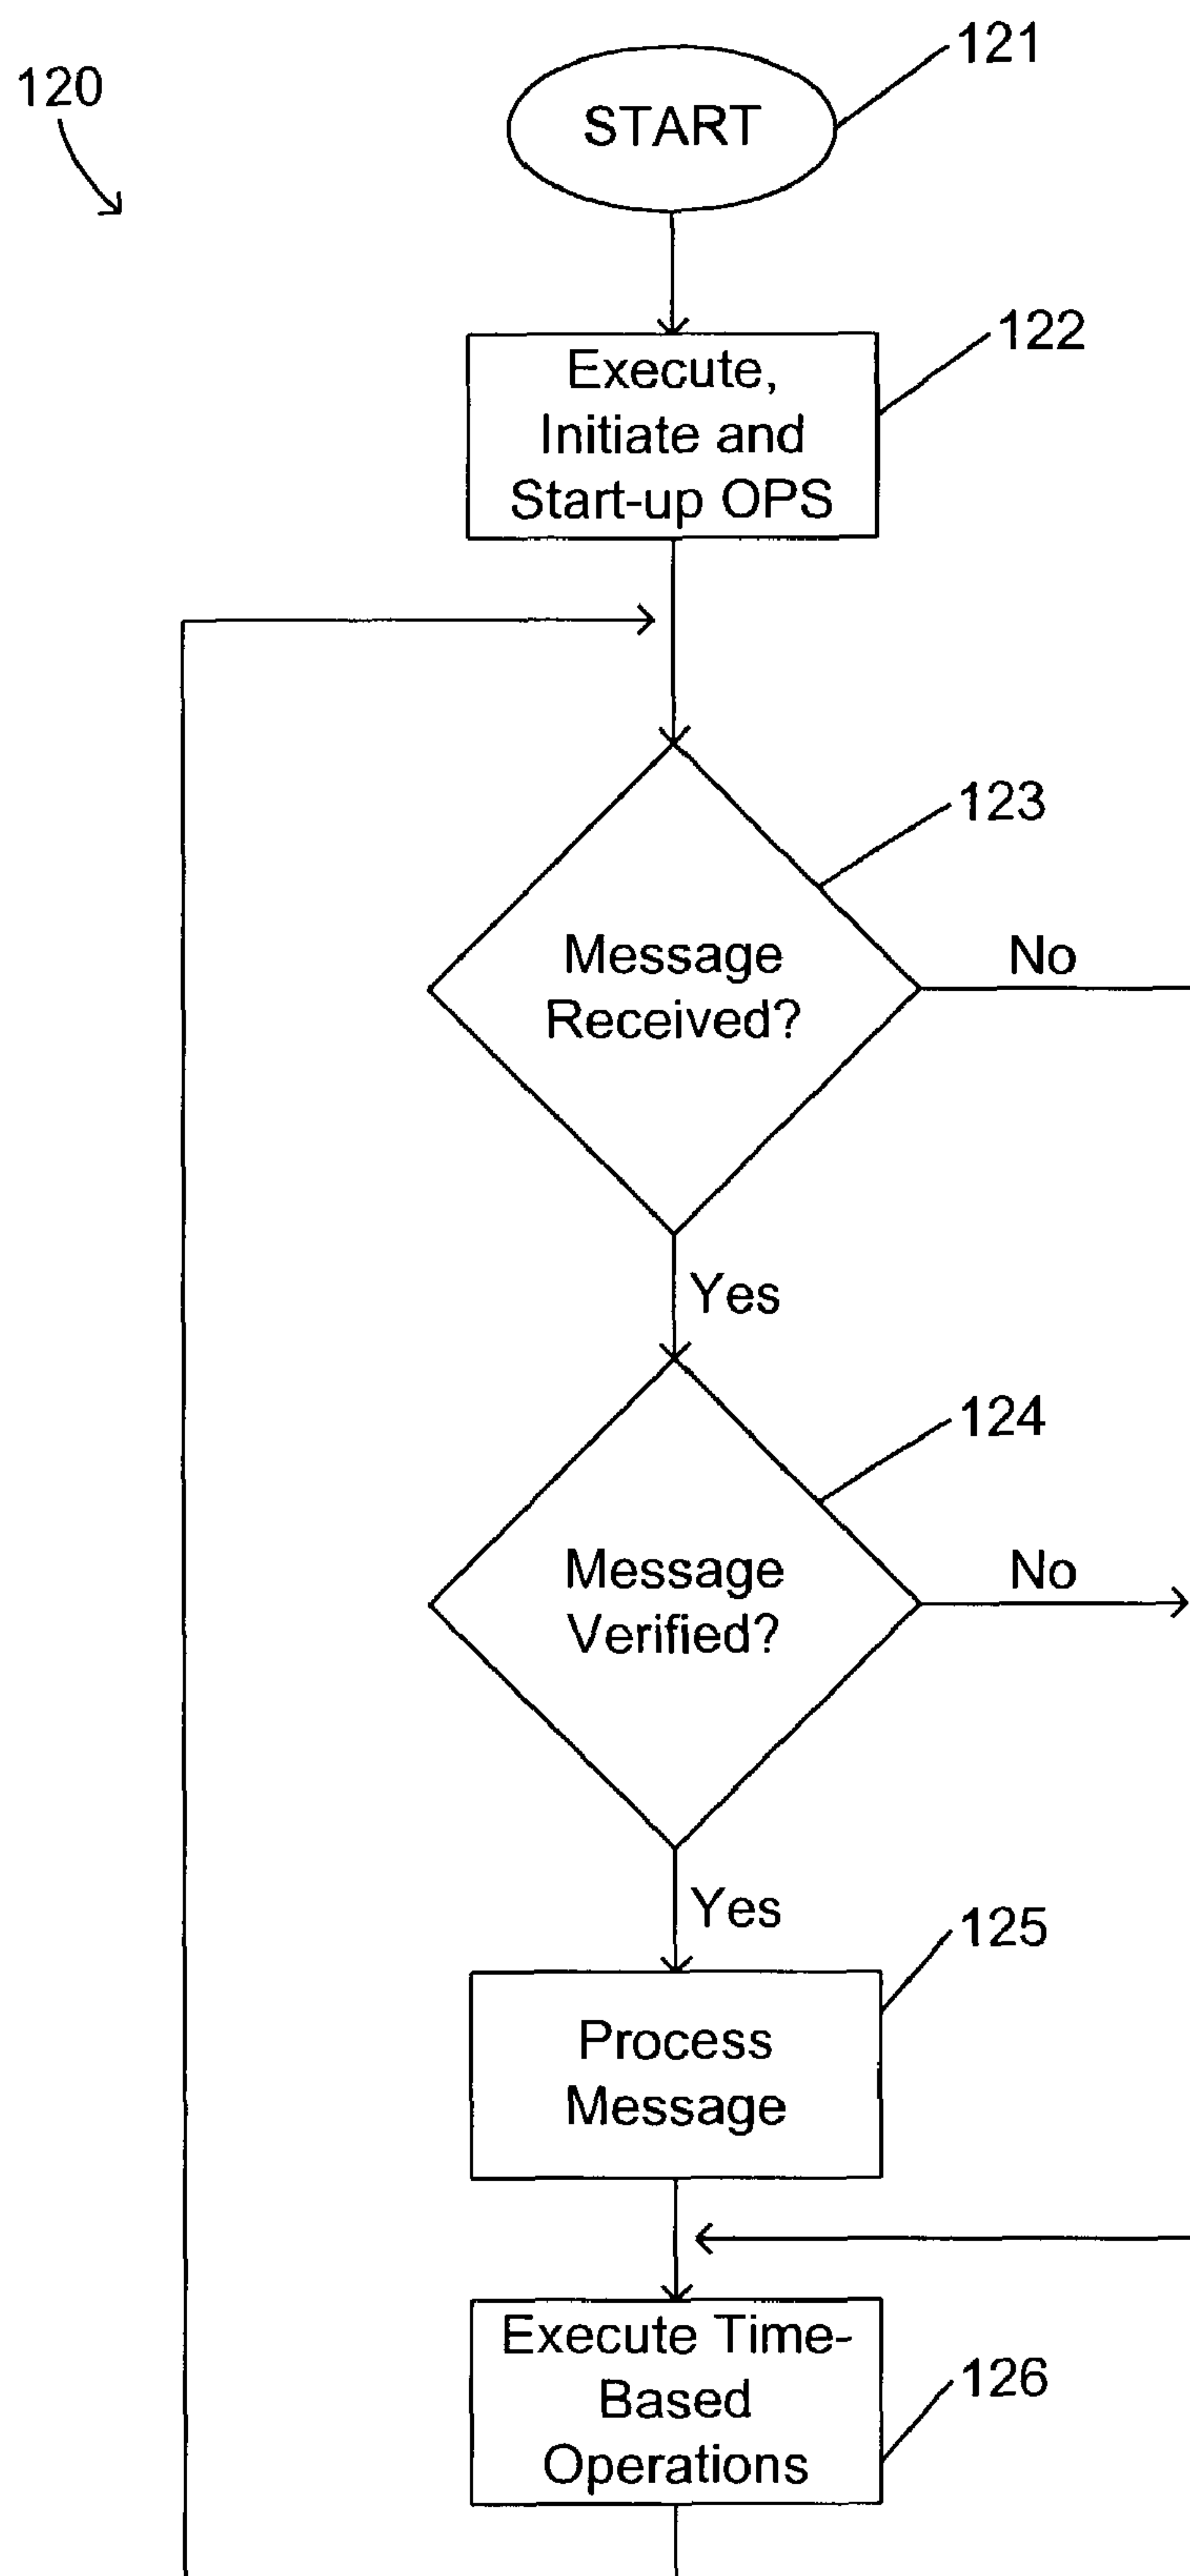 120
START
121
Execute,
Initiate and
Start-up OPS
122
123
Message
Received?
No
Yes
124
Message
Verified?
No
Yes
125
Process
Message
Execute Time-
Based
Operations
126